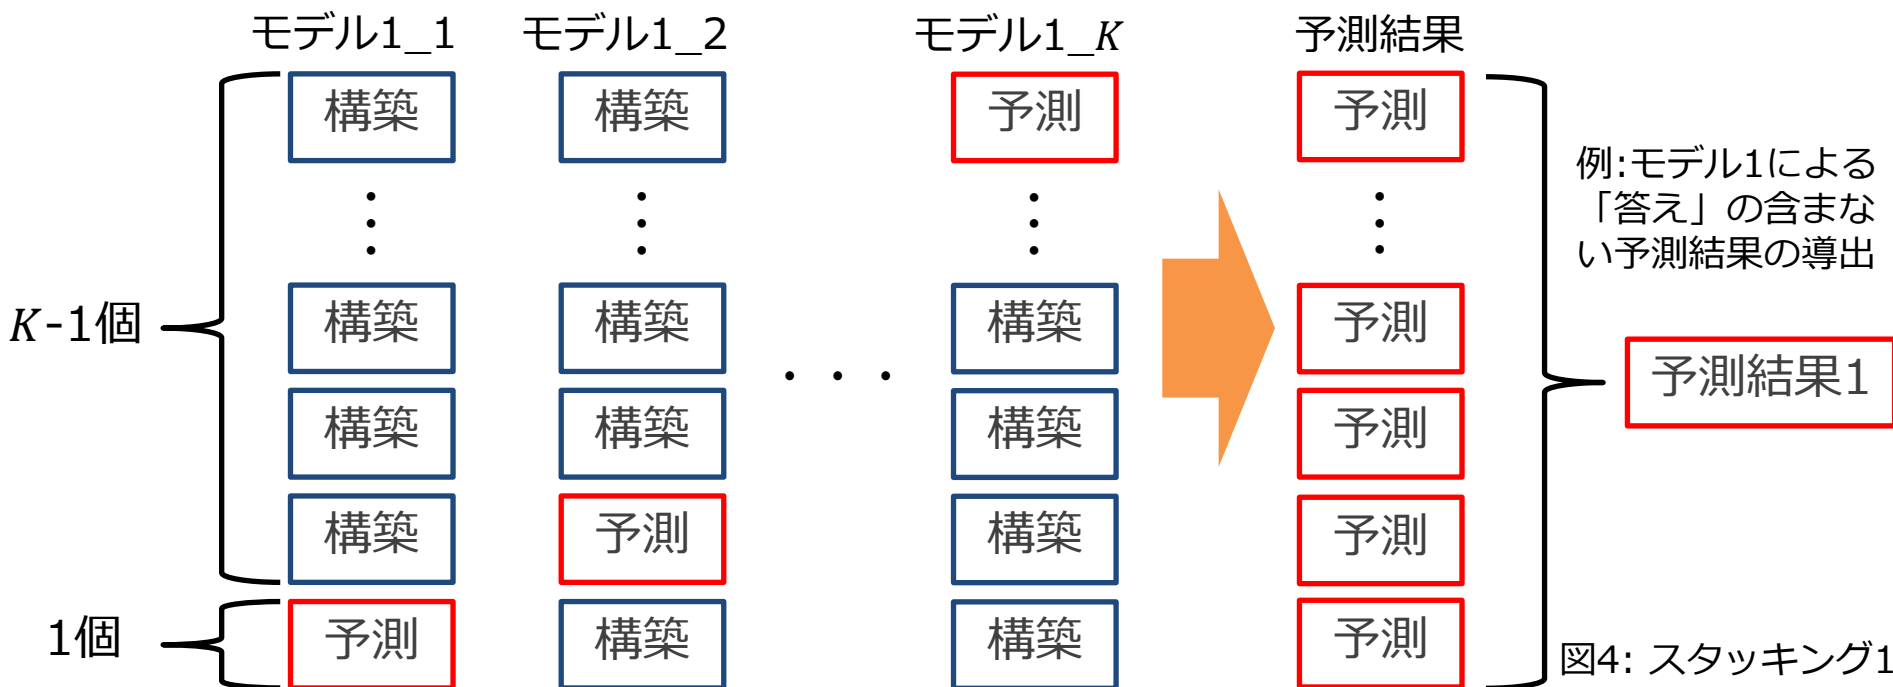 モデル1_1 モデル1_2 モデル1_K 予測結果
構築 構築 予測 予測
例:モデル1による
「答え」の含まな
い予測結果の導出
K-1個 構築 構築 構築 予測
・・・
予測結果1
構築 構築 構築 予測
構築 予測 構築 予測
1個 予測 構築 構築 予測
図4: スタッキング1